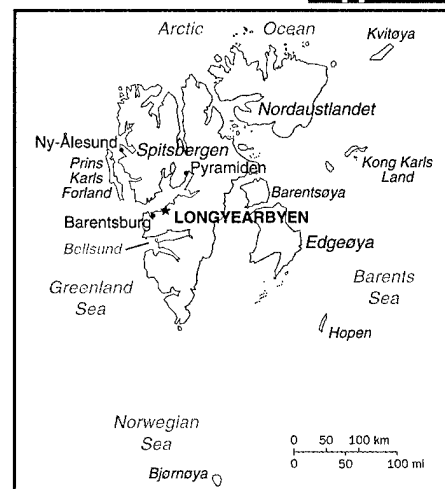 Arctic Ocean
Kvitøya
Nordaustlandet
Ny-Ålesund
Spitsbergen
Prins
Karls
Forland
Pyramiden
Kong Karls
Land
Barentsøya
Barentsburg
LONGYEARBYEN
Bellsund
Edgeøya
Greenland
Sea
Barents
Sea
Hopen
Norwegian
Sea
0 50 100 km
0 50 100 mi
Bjørnøya